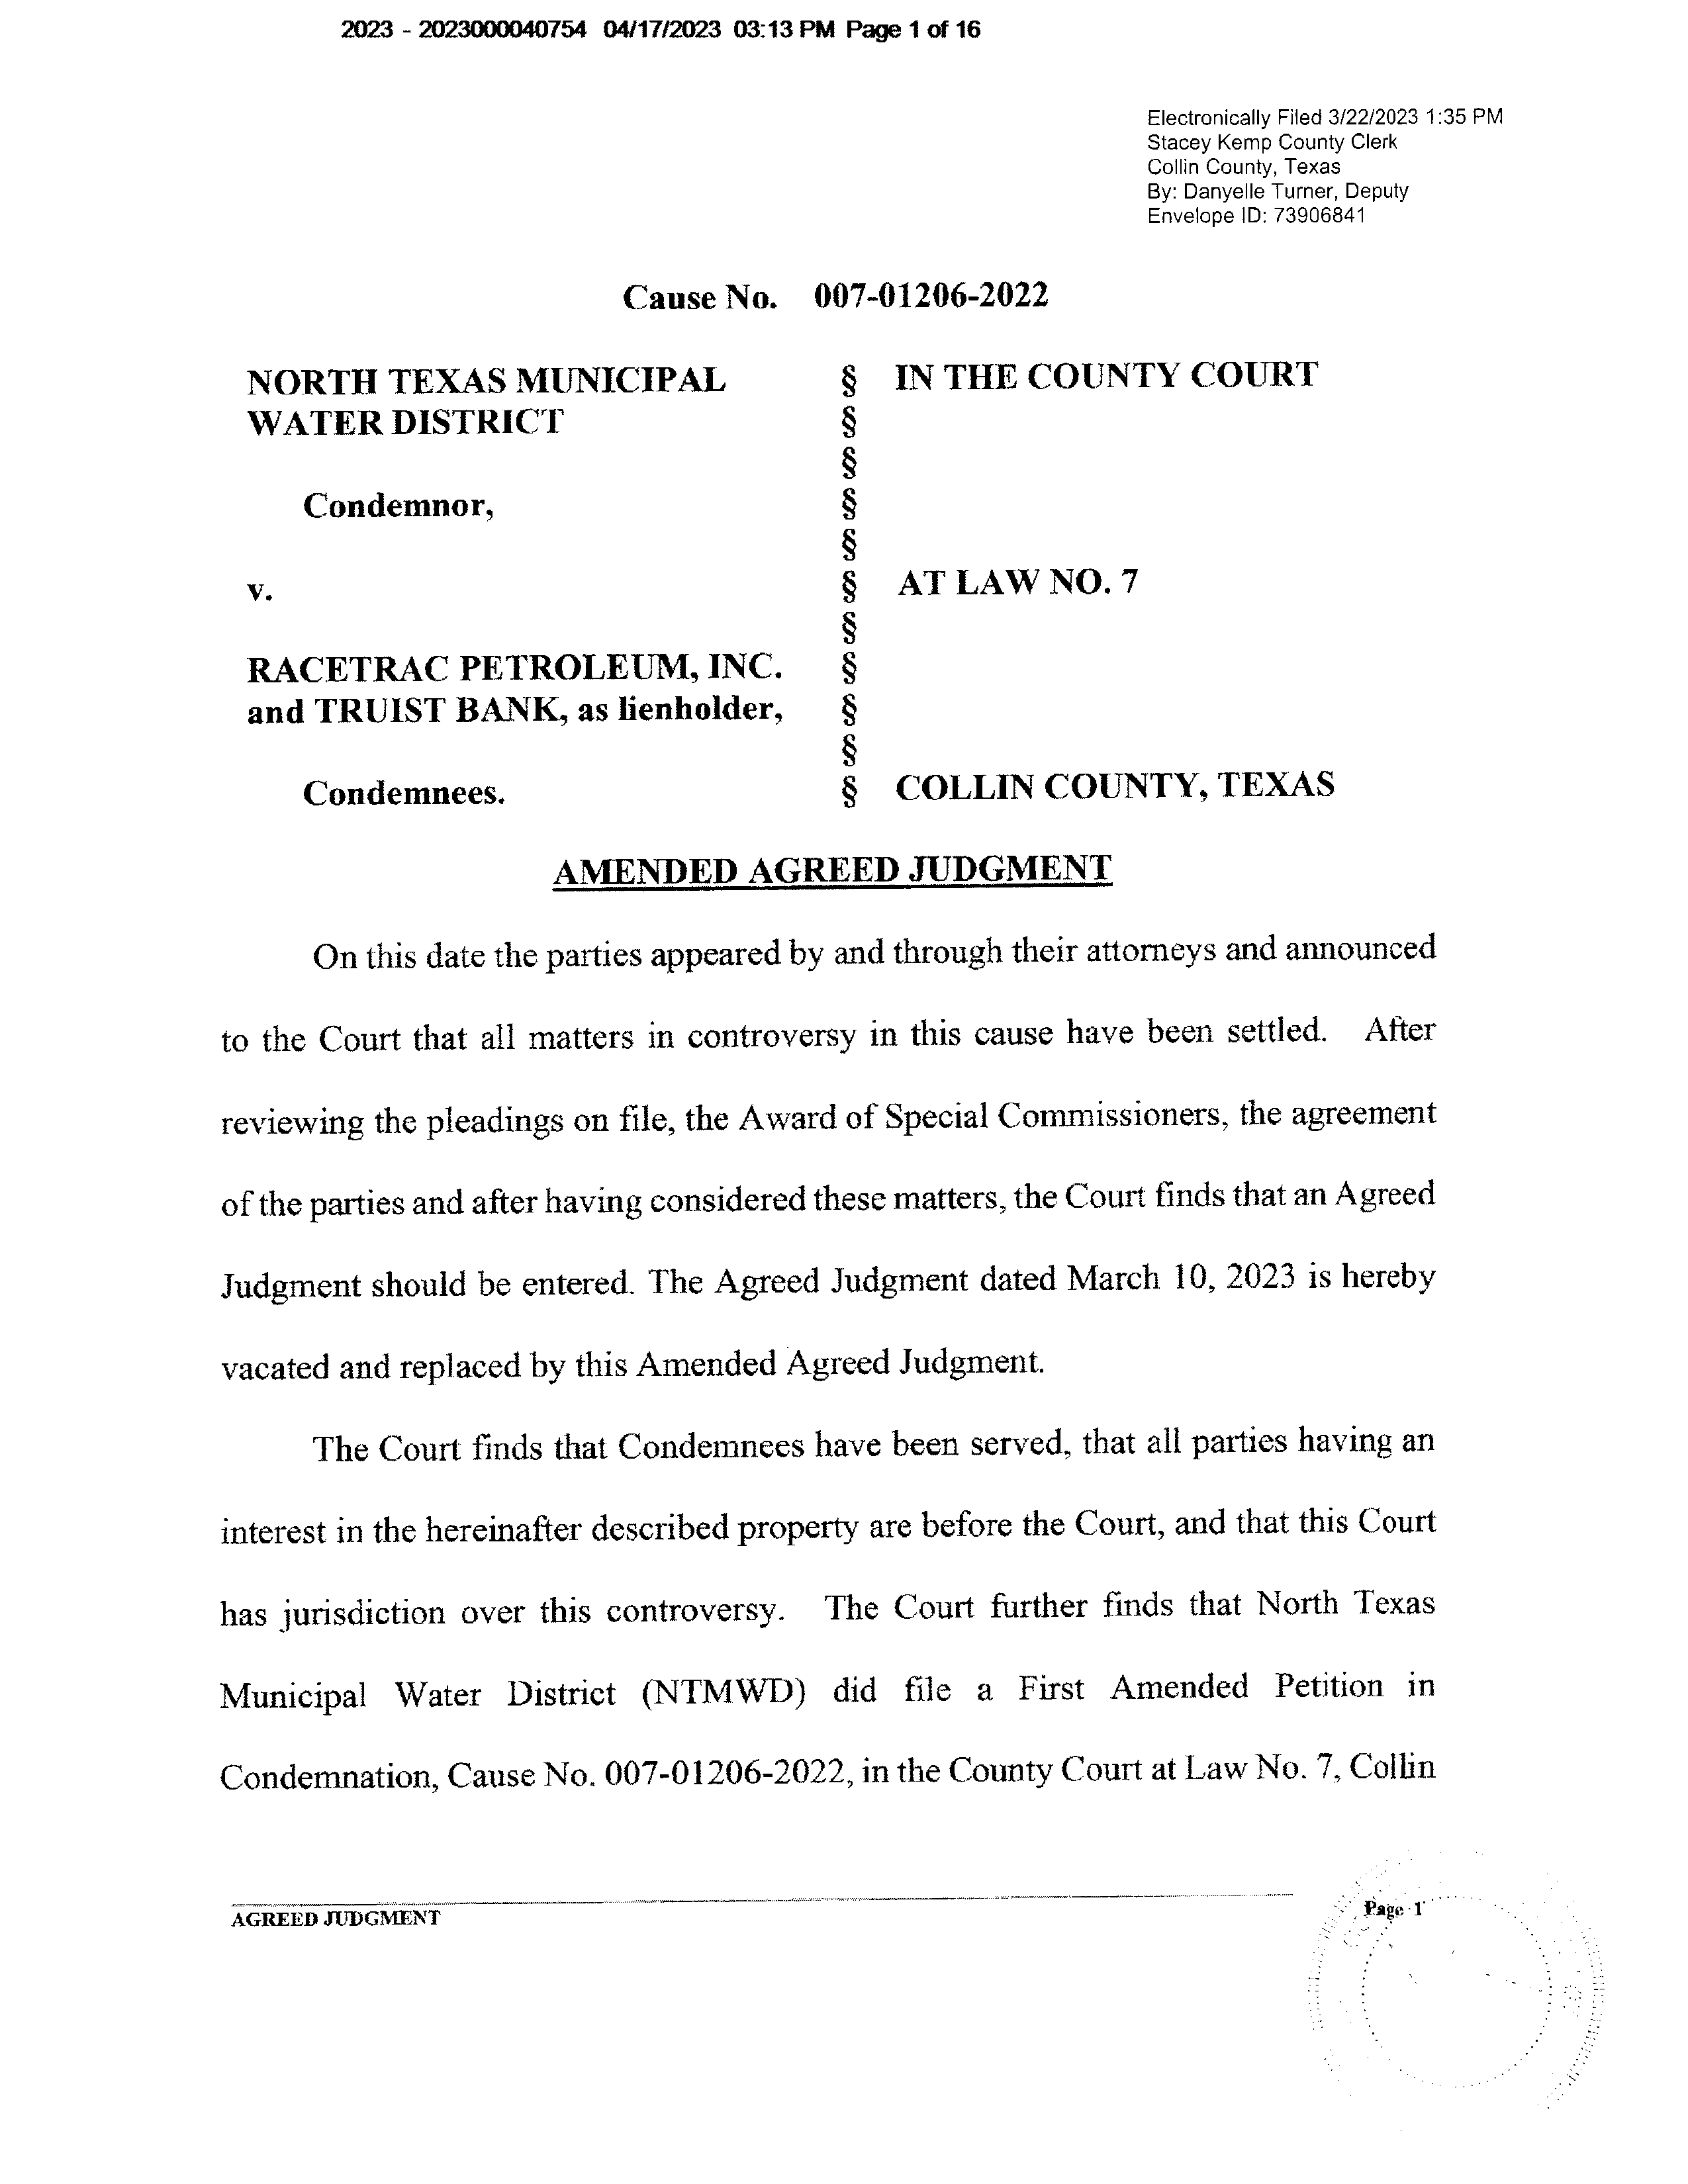 2023 - 2023000040754 04/17/2023 03:13 PM Page 1 of 16
Electronically Filed 3/22/2023 1:35 PM
Stacey Kemp County Clerk
Collin County, Texas
By: Danyelle Turner, Deputy
Envelope ID: 73906841
Cause No. 007-01206-2022
NORTH TEXAS MUNICIPAL § IN THE COUNTY COURT
WATER DISTRICT §
§
Condemnor, §
§
v. § AT LAW NO. 7
§
RACETRAC PETROLEUM, INC. §
and TRUIST BANK, as lienholder, §
§
Condemnees. § COLLIN COUNTY, TEXAS
AMENDED AGREED JUDGMENT
On this date the parties appeared by and through their attorneys and announced
to the Court that all matters in controversy in this cause have been settled. After
reviewing the pleadings on file, the Award of Special Commissioners, the agreement
of the parties and after having considered these matters, the Court finds that an Agreed
Judgment should be entered. The Agreed Judgment dated March 10, 2023 is hereby
vacated and replaced by this Amended Agreed Judgment.
The Court finds that Condemnees have been served, that all parties having an
interest in the hereinafter described property are before the Court, and that this Court
has jurisdiction over this controversy. The Court further finds that North Texas
Municipal Water District (NTMWD) did file a First Amended Petition in
Condemnation, Cause No. 007-01206-2022, in the County Court at Law No. 7, Collin
AGREED JUDGMENT Page 1